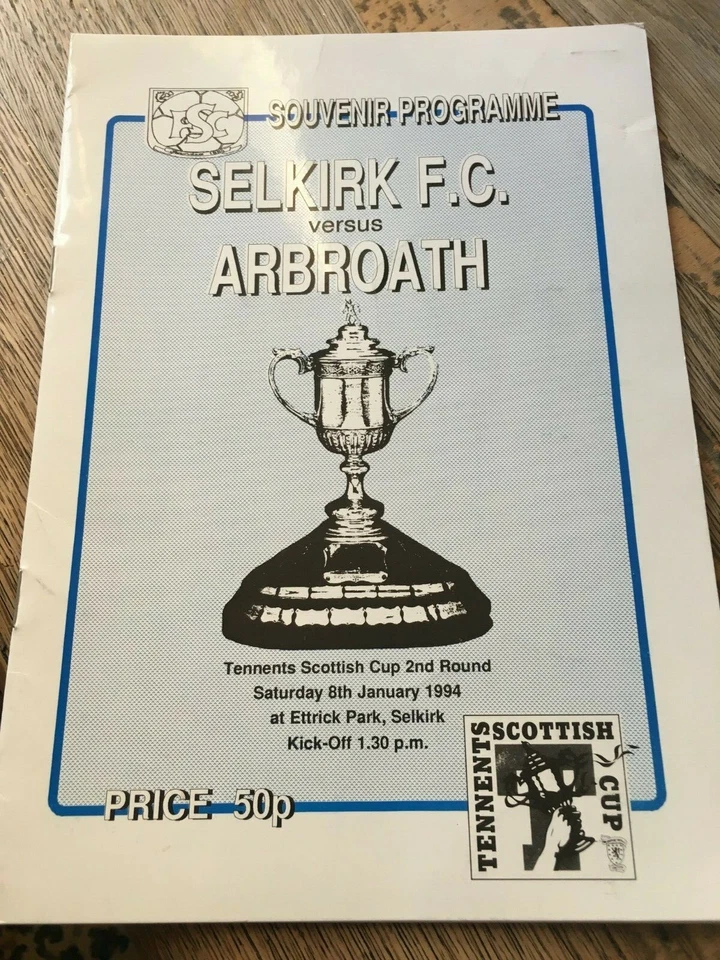 SOUVENIR PROGRAMME
SELKIRK F.C.
versus
ARBROATH
Tennents Scottish Cup 2nd Round
Saturday 8th January 1994
at Ettrick Park, Selkirk
Kick-Off 1.30 p.m.
PRICE 50p
TENNENTS
SCOTTISH
CUP
T